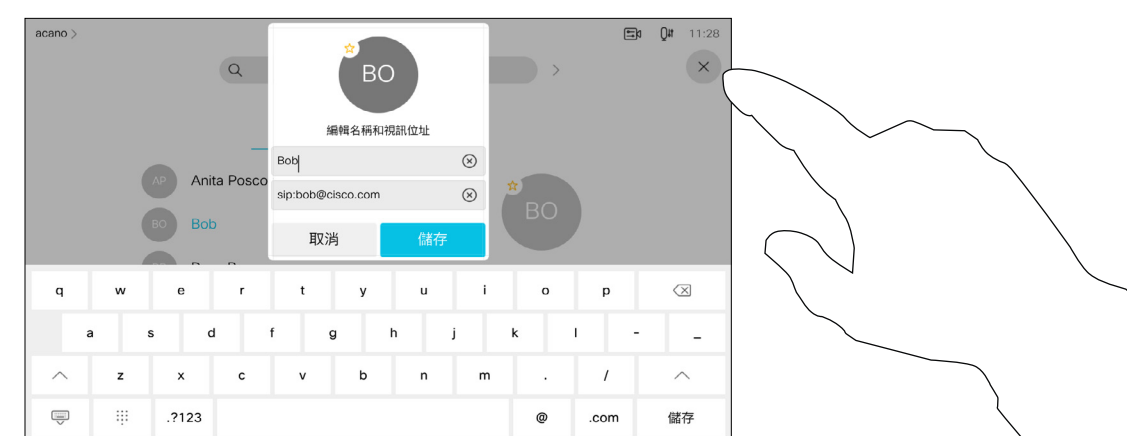 acano >
11:28
BO
編輯名稱和視訊位址
Bob
sip:bob@cisco.com
取消 儲存
AP Anita Posco
BO Bob
BO
q w e r t y u i o p
a s d f g h j k l - _
z x c v b n m . /
.?123 @ .com 儲存